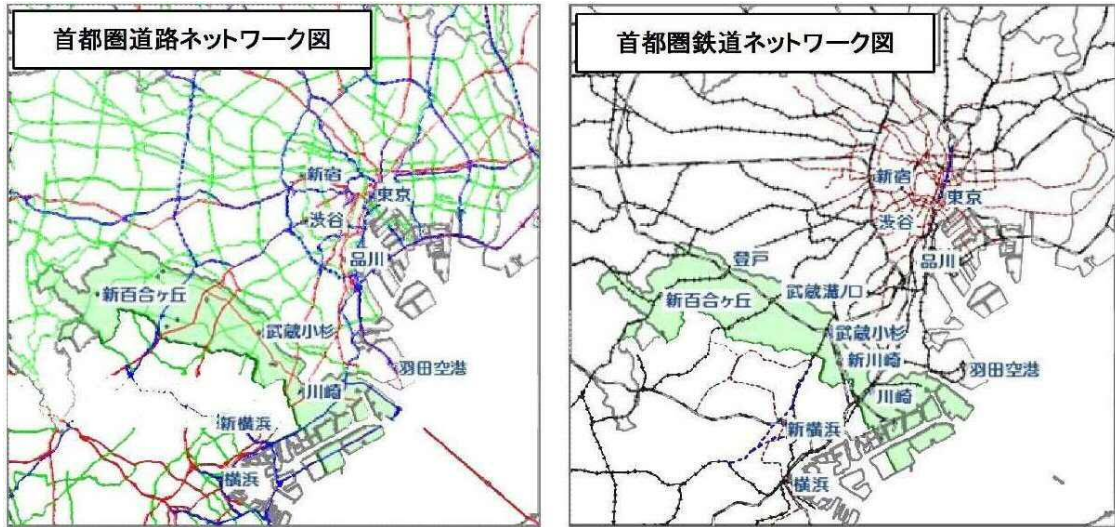 首都圏道路ネットワーク図
新宿
東京
渋谷
品川
新百合ヶ丘
武蔵小杉
羽田空港
川崎
新横浜
横浜
首都圏鉄道ネットワーク図
新宿
東京
渋谷
品川
登戸
新百合ヶ丘
武蔵溝ノ口
武蔵小杉
新川崎
羽田空港
川崎
新横浜
横浜